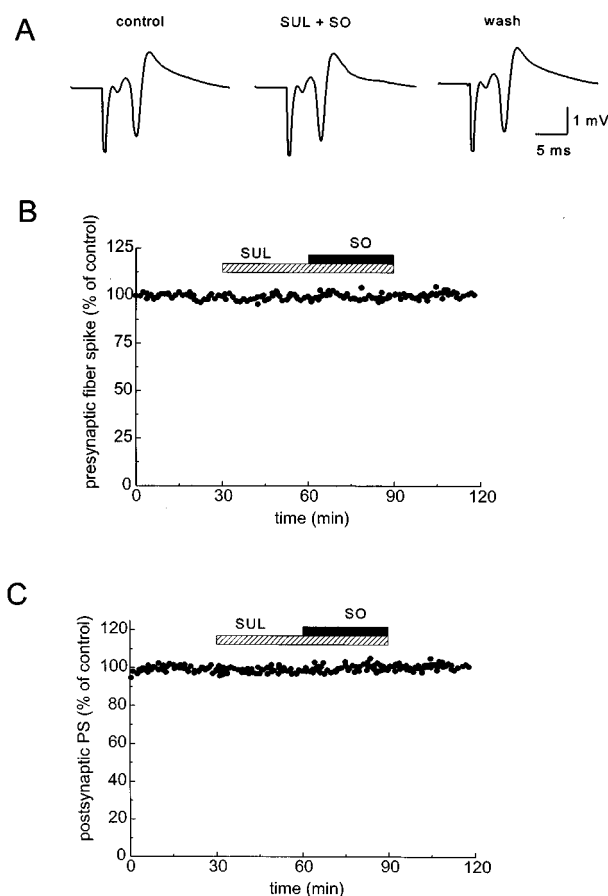 A
control
SUL + SO
wash
1 mV
5 ms
B
presynaptic fiber spike (% of control)
125
100
75
50
25
0
SUL
SO
0 30 60 90 120
time (min)
C
postsynaptic PS (% of control)
120
100
80
60
40
20
0
SUL
SO
0 30 60 90 120
time (min)